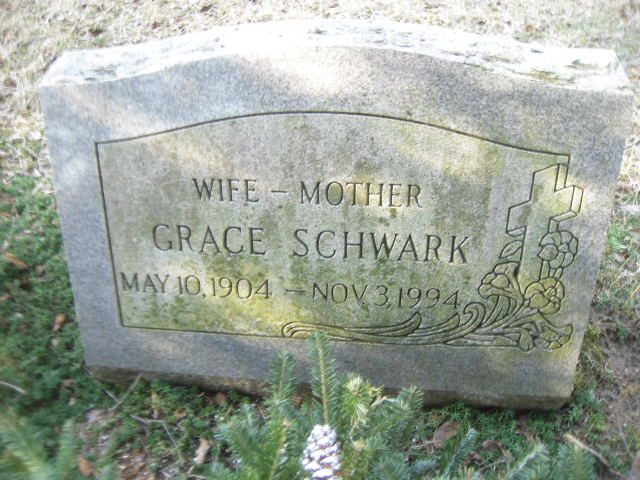 WIFE – MOTHER
GRACE SCHWARK
MAY 10, 1904 – NOV. 3, 1994